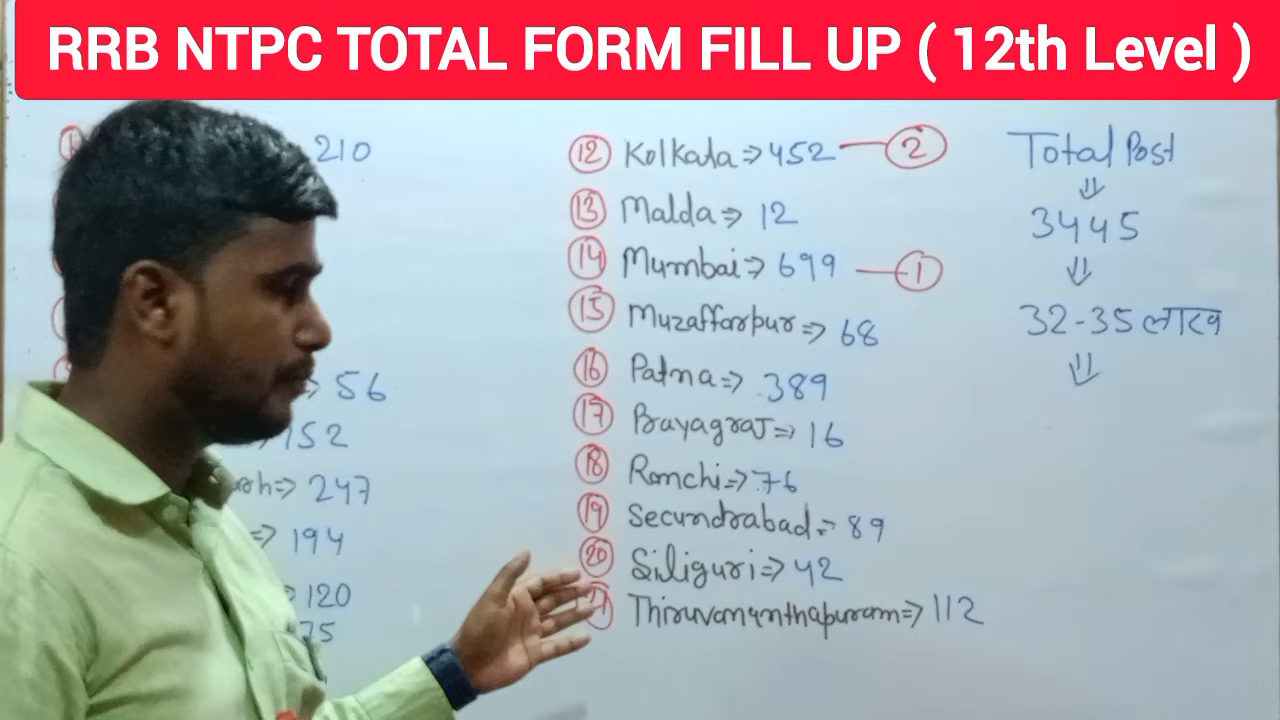 RRB NTPC TOTAL FORM FILL UP ( 12th Level )
210
56
152
247
194
120
75
12 Kolkata => 452 — 2
13 Malda => 12
14 Mumbai => 699 — 1
15 Muzaffarpur => 68
16 Patna => 389
17 Prayagraj => 16
18 Ranchi => 76
19 Secundrabad => 89
20 Siliguri => 42
Thiruvananthapuram => 112
Total Post
⇓
3445
⇓
32-35 लाख
⇓